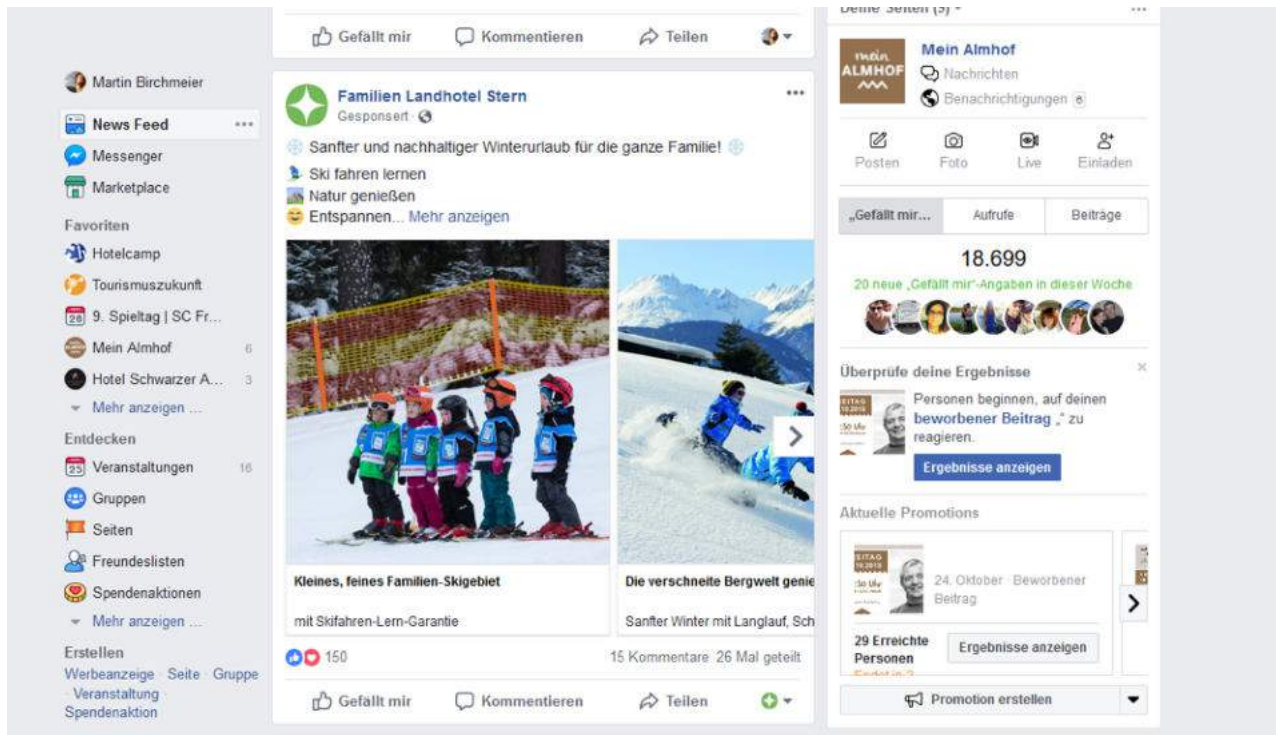 Gefällt mir Kommentieren Teilen
Martin Birchmeier
News Feed
Messenger
Marketplace
Favoriten
Hotelcamp
Tourismuszukunft
9. Spieltag | SC Fr...
Mein Almhof 6
Hotel Schwarzer A... 3
Mehr anzeigen ...
Entdecken
Veranstaltungen 16
Gruppen
Seiten
Freundeslisten
Spendenaktionen
Mehr anzeigen ...
Erstellen
Werbeanzeige · Seite · Gruppe
· Veranstaltung ·
Spendenaktion
Familien Landhotel Stern
Gesponsert ·
Sanfter und nachhaltiger Winterurlaub für die ganze Familie!
Ski fahren lernen
Natur genießen
Entspannen... Mehr anzeigen
Kleines, feines Familien-Skigebiet
mit Skifahren-Lern-Garantie
Die verschneite Bergwelt genie
Sanfter Winter mit Langlauf, Sch
150
15 Kommentare 26 Mal geteilt
Gefällt mir Kommentieren Teilen
Deine Seiten (9)
mein
ALMHOF
Mein Almhof
Nachrichten
Benachrichtigungen 6
Posten Foto Live Einladen
„Gefällt mir... Aufrufe Beiträge
18.699
20 neue „Gefällt mir“-Angaben in dieser Woche
Überprüfe deine Ergebnisse
Personen beginnen, auf deinen
beworbener Beitrag „“ zu
reagieren.
Ergebnisse anzeigen
Aktuelle Promotions
24. Oktober · Beworbener
Beitrag
29 Erreichte
Personen
Endet in 2
Ergebnisse anzeigen
Promotion erstellen